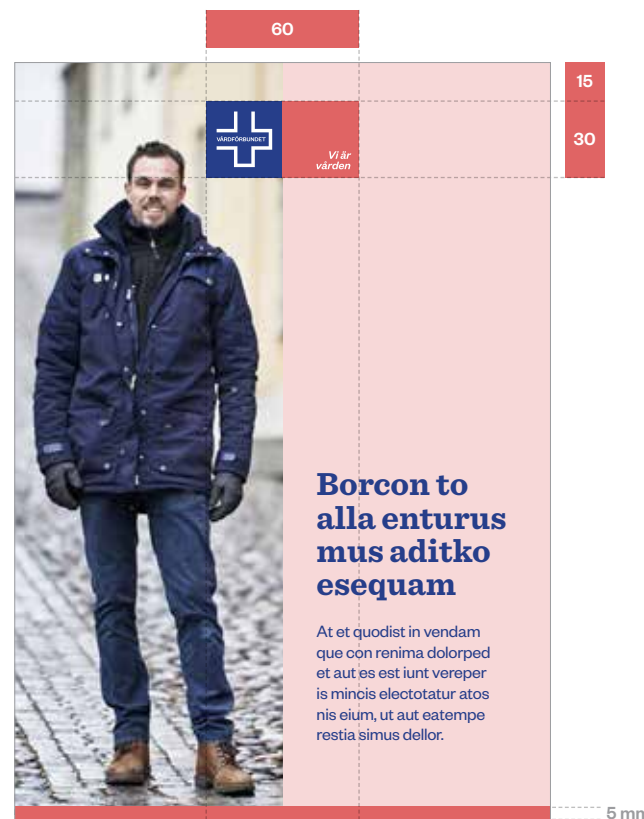 60
15
30
VÅRDFÖRBUNDET
Vi är
vården
Borcon to
alla enturus
mus aditko
esequam
At et quodist in vendam
que con renima dolorped
et aut es est iunt vereper
is mincis electotatur atos
nis eium, ut aut eatempe
restia simus dellor.
5 mm